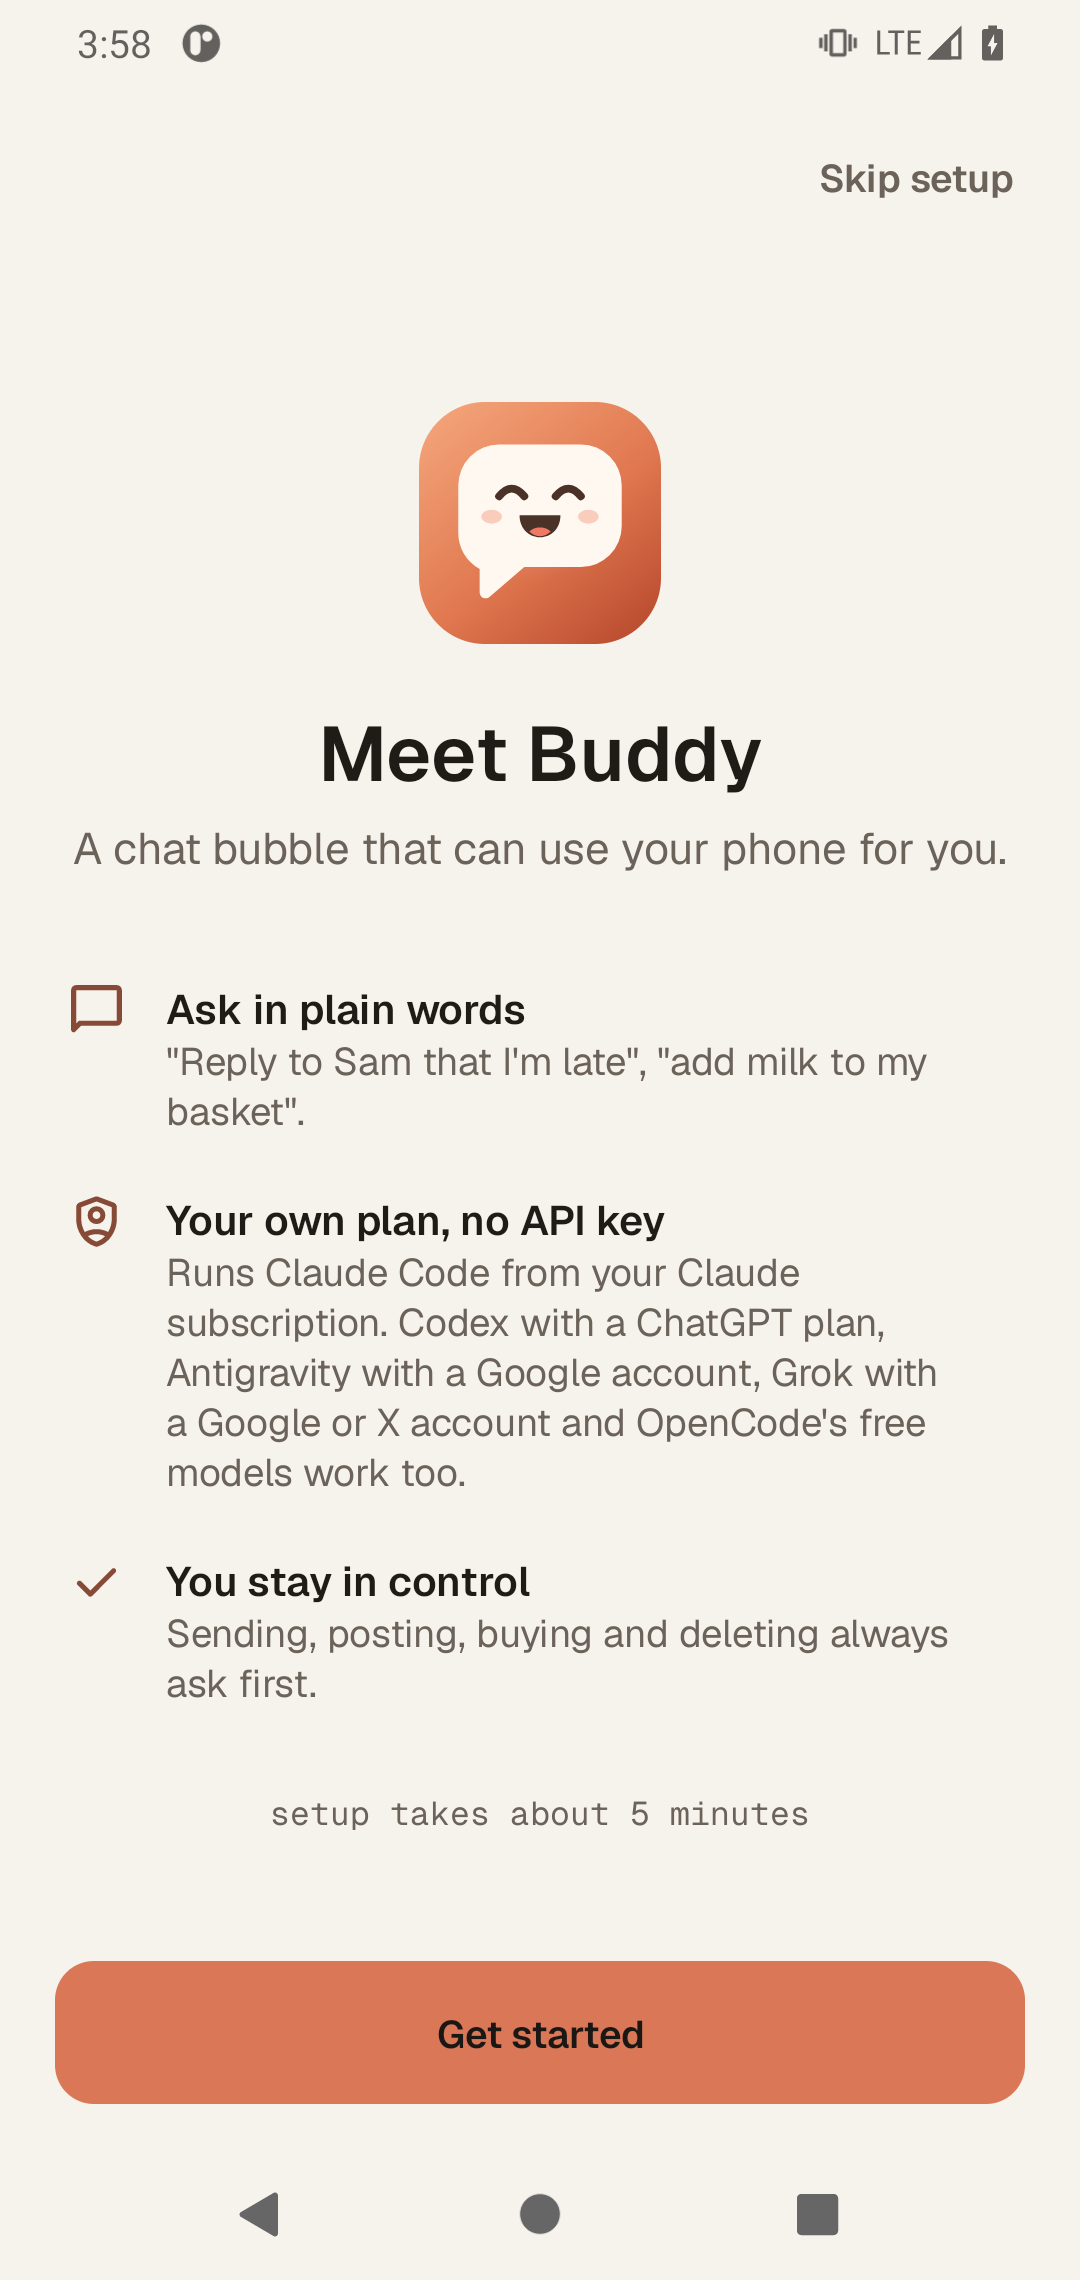 3:58
LTE
Skip setup
Meet Buddy
A chat bubble that can use your phone for you.
Ask in plain words
"Reply to Sam that I'm late", "add milk to my
basket".
Your own plan, no API key
Runs Claude Code from your Claude
subscription. Codex with a ChatGPT plan,
Antigravity with a Google account, Grok with
a Google or X account and OpenCode's free
models work too.
You stay in control
Sending, posting, buying and deleting always
ask first.
setup takes about 5 minutes
Get started